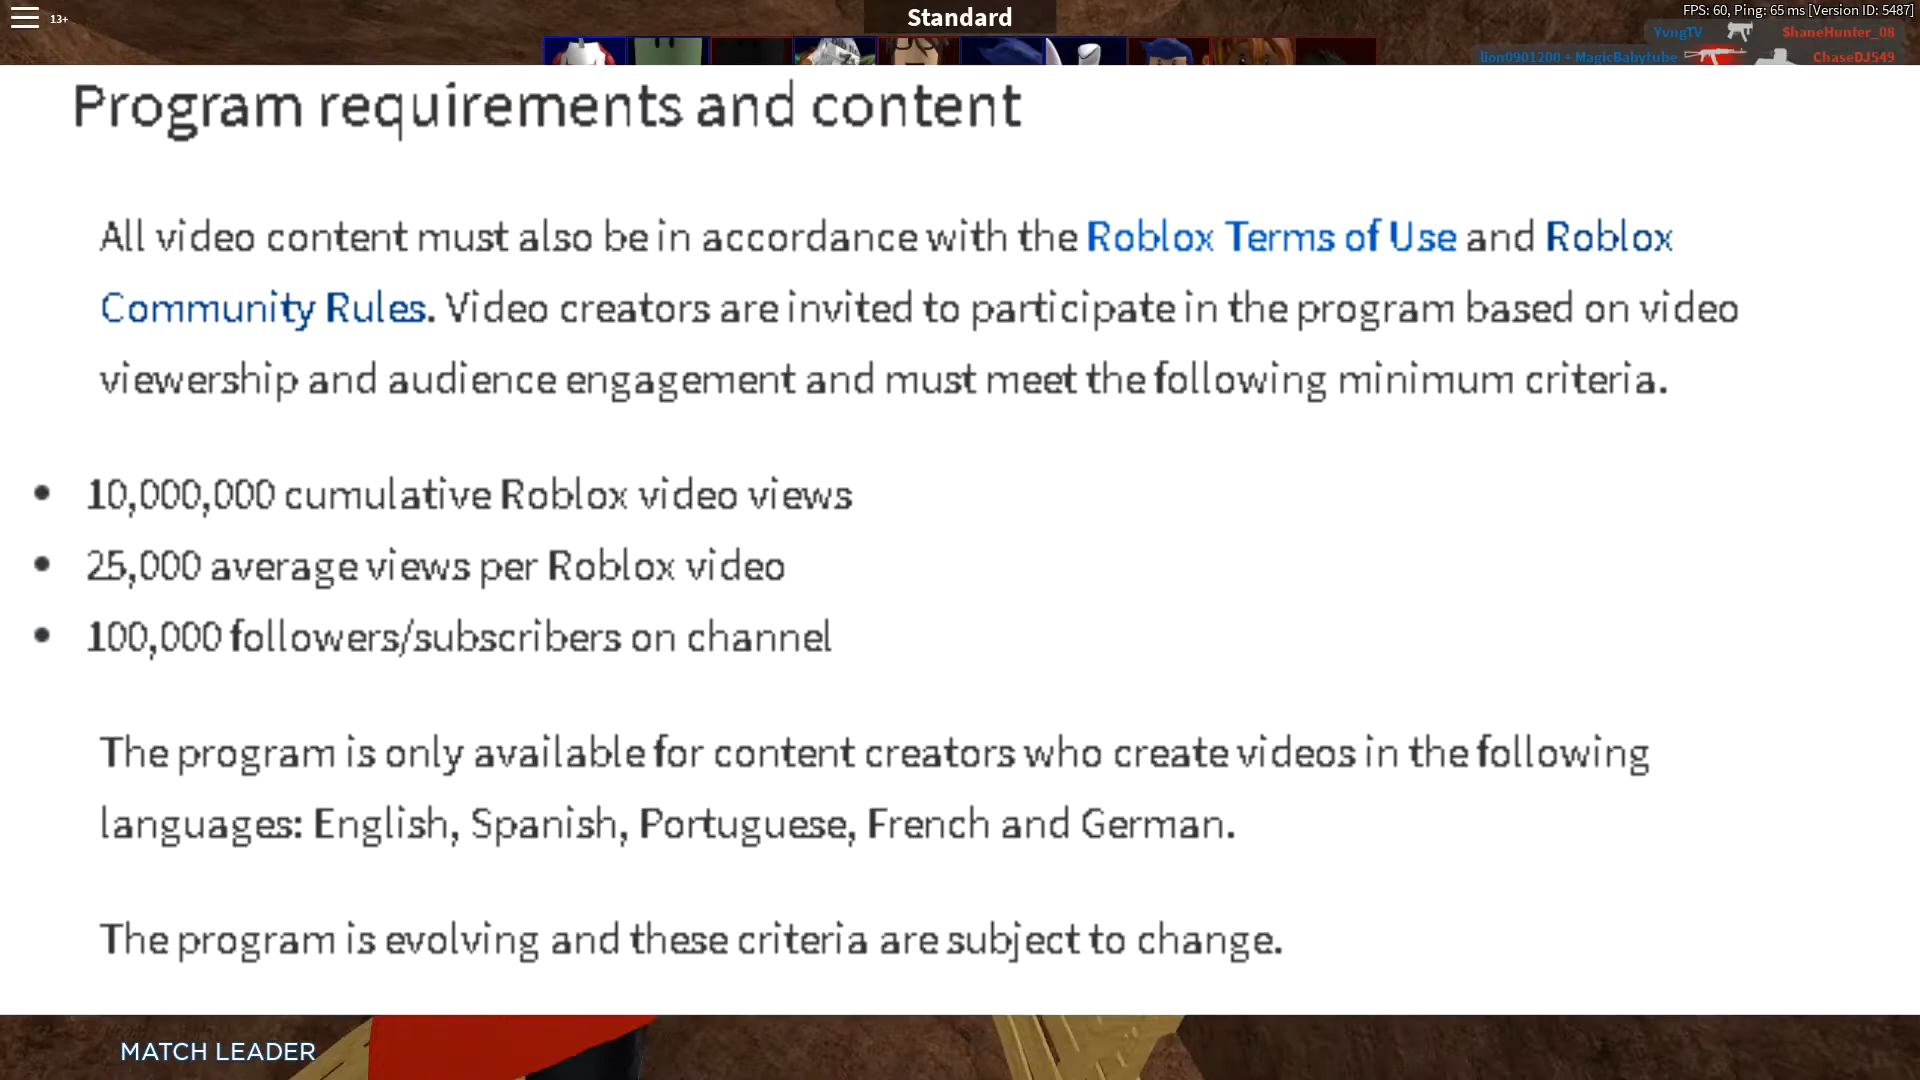 13+
Standard
FPS: 60, Ping: 65 ms [Version ID: 5487]
YvngTV ShaneHunter_08
lion0901200 + MagicBabytube ChaseDJ549
Program requirements and content
All video content must also be in accordance with the Roblox Terms of Use and Roblox
Community Rules. Video creators are invited to participate in the program based on video
viewership and audience engagement and must meet the following minimum criteria.
• 10,000,000 cumulative Roblox video views
• 25,000 average views per Roblox video
• 100,000 followers/subscribers on channel
The program is only available for content creators who create videos in the following
languages: English, Spanish, Portuguese, French and German.
The program is evolving and these criteria are subject to change.
MATCH LEADER